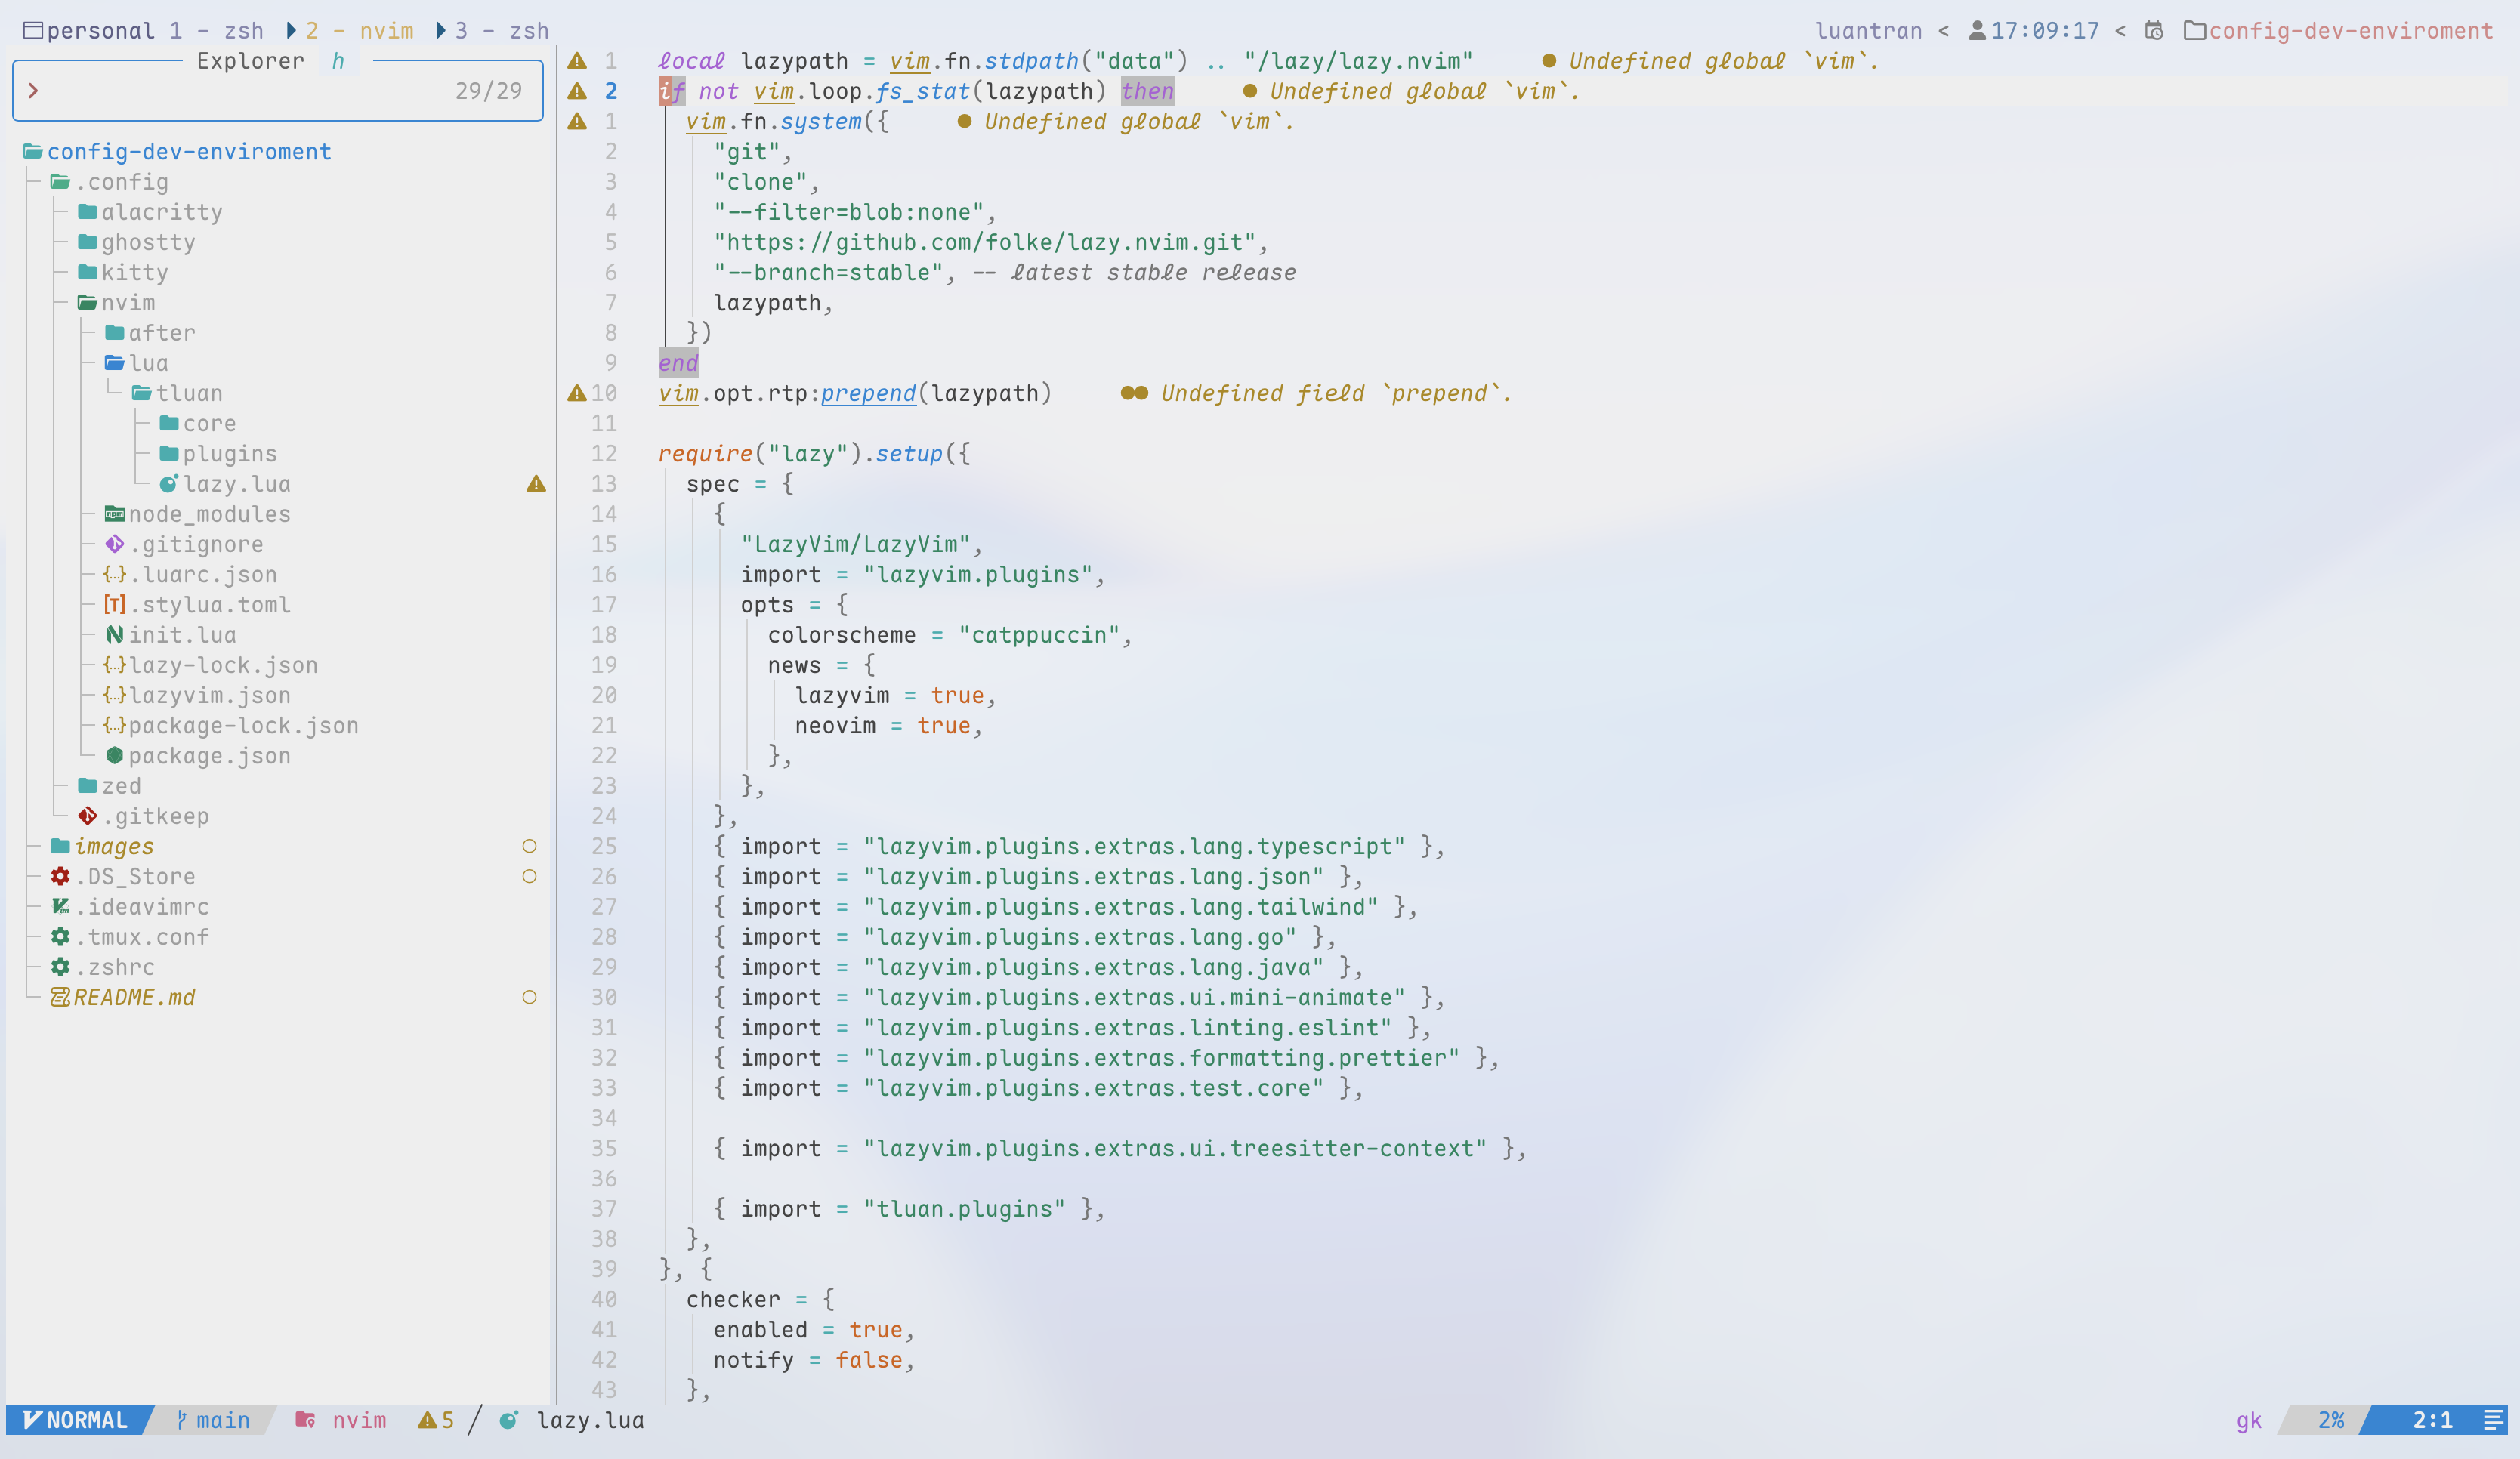 personal 1 - zsh 2 - nvim 3 - zsh
luantran < 17:09:17 < config-dev-enviroment
Explorer h
> 29/29
config-dev-enviroment
.config
alacritty
ghostty
kitty
nvim
after
lua
tluan
core
plugins
lazy.lua
node_modules
.gitignore
{..}.luarc.json
[T].stylua.toml
init.lua
{..}lazy-lock.json
{..}lazyvim.json
{..}package-lock.json
package.json
zed
.gitkeep
images
.DS_Store
.ideavimrc
.tmux.conf
.zshrc
README.md
1 local lazypath = vim.fn.stdpath("data") .. "/lazy/lazy.nvim" ● Undefined global `vim`.
2 if not vim.loop.fs_stat(lazypath) then ● Undefined global `vim`.
1 vim.fn.system({ ● Undefined global `vim`.
2 "git",
3 "clone",
4 "--filter=blob:none",
5 "https://github.com/folke/lazy.nvim.git",
6 "--branch=stable", -- latest stable release
7 lazypath,
8 })
9 end
10 vim.opt.rtp:prepend(lazypath) ●● Undefined field `prepend`.
11
12 require("lazy").setup({
13 spec = {
14 {
15 "LazyVim/LazyVim",
16 import = "lazyvim.plugins",
17 opts = {
18 colorscheme = "catppuccin",
19 news = {
20 lazyvim = true,
21 neovim = true,
22 },
23 },
24 },
25 { import = "lazyvim.plugins.extras.lang.typescript" },
26 { import = "lazyvim.plugins.extras.lang.json" },
27 { import = "lazyvim.plugins.extras.lang.tailwind" },
28 { import = "lazyvim.plugins.extras.lang.go" },
29 { import = "lazyvim.plugins.extras.lang.java" },
30 { import = "lazyvim.plugins.extras.ui.mini-animate" },
31 { import = "lazyvim.plugins.extras.linting.eslint" },
32 { import = "lazyvim.plugins.extras.formatting.prettier" },
33 { import = "lazyvim.plugins.extras.test.core" },
34
35 { import = "lazyvim.plugins.extras.ui.treesitter-context" },
36
37 { import = "tluan.plugins" },
38 },
39 }, {
40 checker = {
41 enabled = true,
42 notify = false,
43 },
NORMAL main nvim 5 / lazy.lua gk 2% 2:1